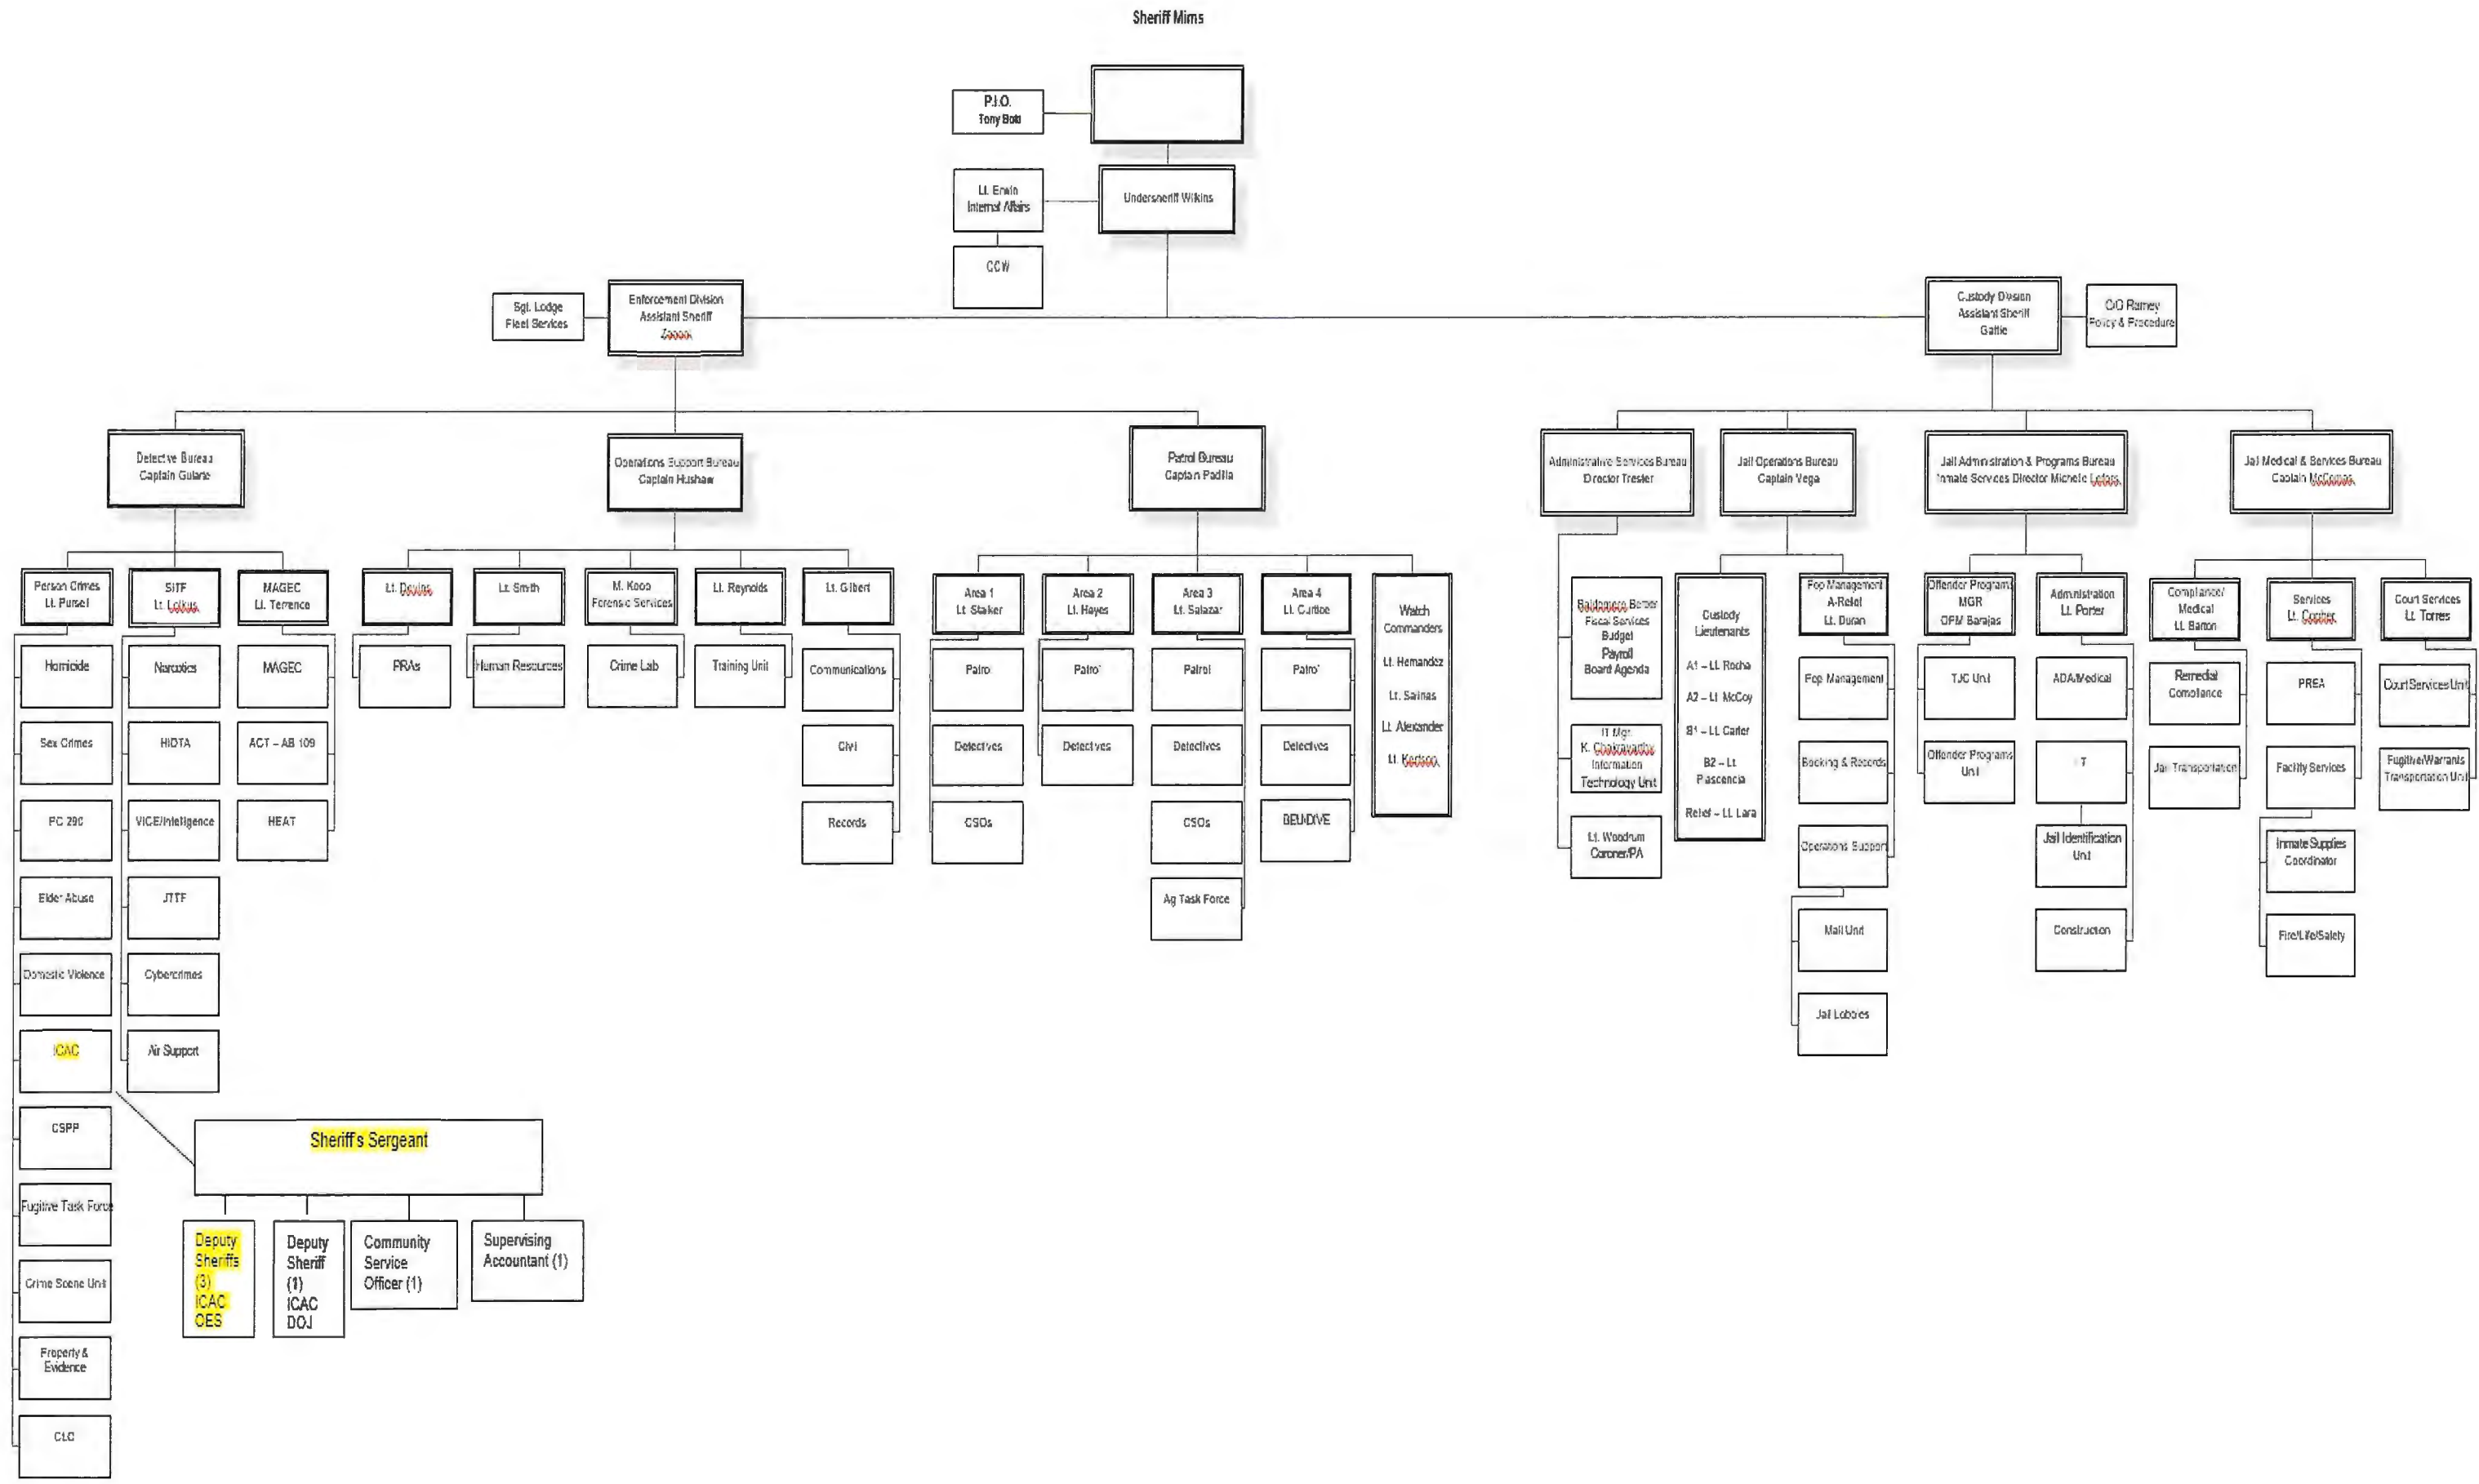 Sheriff Mims
P.I.O.
Tony Botti
Lt. Erwin
Internal Affairs
Undersheriff Wilkins
CCW
Sgt. Lodge
Fleet Services
Enforcement Division
Assistant Sheriff
Custody Division
Assistant Sheriff
Gattie
C/O Ramey
Policy & Procedure
Detective Bureau
Captain Gularte
Operations Support Bureau
Captain Hushaw
Patrol Bureau
Captain Padilla
Administrative Services Bureau
Director Trester
Jail Operations Bureau
Captain Vega
Jail Administration & Programs Bureau
Inmate Services Director Michele
Jail Medical & Services Bureau
Captain McComas
Person Crimes
Lt. Pursell
Homicide
Sex Crimes
PC 290
Elder Abuse
Domestic Violence
ICAC
CSPP
Fugitive Task Force
Crime Scene Unit
Property &
Evidence
CLC
SITF
Lt.
Narcotics
HIDTA
VICE/Intelligence
JTTF
Cybercrimes
Air Support
MAGEC
Lt. Terrence
MAGEC
ACT – AB 109
HEAT
Sheriff's Sergeant
Deputy
Sheriffs
(3)
ICAC
OES
Deputy
Sheriff
(1)
ICAC
DOJ
Community
Service
Officer (1)
Supervising
Accountant (1)
Lt. Devins
PRAs
Lt. Smith
Human Resources
M. Koop
Forensic Services
Crime Lab
Lt. Reynolds
Training Unit
Lt. Gilbert
Communications
Civil
Records
Area 1
Lt. Stalker
Patrol
Detectives
CSOs
Area 2
Lt. Hayes
Patrol
Detectives
Area 3
Lt. Salazar
Patrol
Detectives
CSOs
Ag Task Force
Area 4
Lt. Curtice
Patrol
Detectives
BEU/DIVE
Watch
Commanders
Lt. Hernandez
Lt. Salinas
Lt. Alexander
Lt.
Fiscal Services
Budget
Payroll
Board Agenda
IT Mgr.
K. Chakravarthy
Information
Technology Unit
Lt. Woodrum
Coroner/PA
Custody
Lieutenants
A1 – Lt. Rocha
A2 – Lt. McCoy
B1 – Lt. Carter
B2 – Lt.
Plascencia
Relief – Lt. Lara
Pop Management
A-Relief
Lt. Duran
Pop Management
Booking & Records
Operations Support
Mail Unit
Jail Lobbies
Offender Programs
MGR
OPM Barajas
TJC Unit
Offender Programs
Unit
Administration
Lt. Porter
ADA/Medical
IT
Jail Identification
Unit
Construction
Compliance/
Medical
Lt. Barton
Remedial
Compliance
Jail Transportation
Services
Lt.
PREA
Facility Services
Inmate Supplies
Coordinator
Fire/Life/Safety
Court Services
Lt. Torres
Court Services Unit
Fugitive/Warrants
Transportation Unit